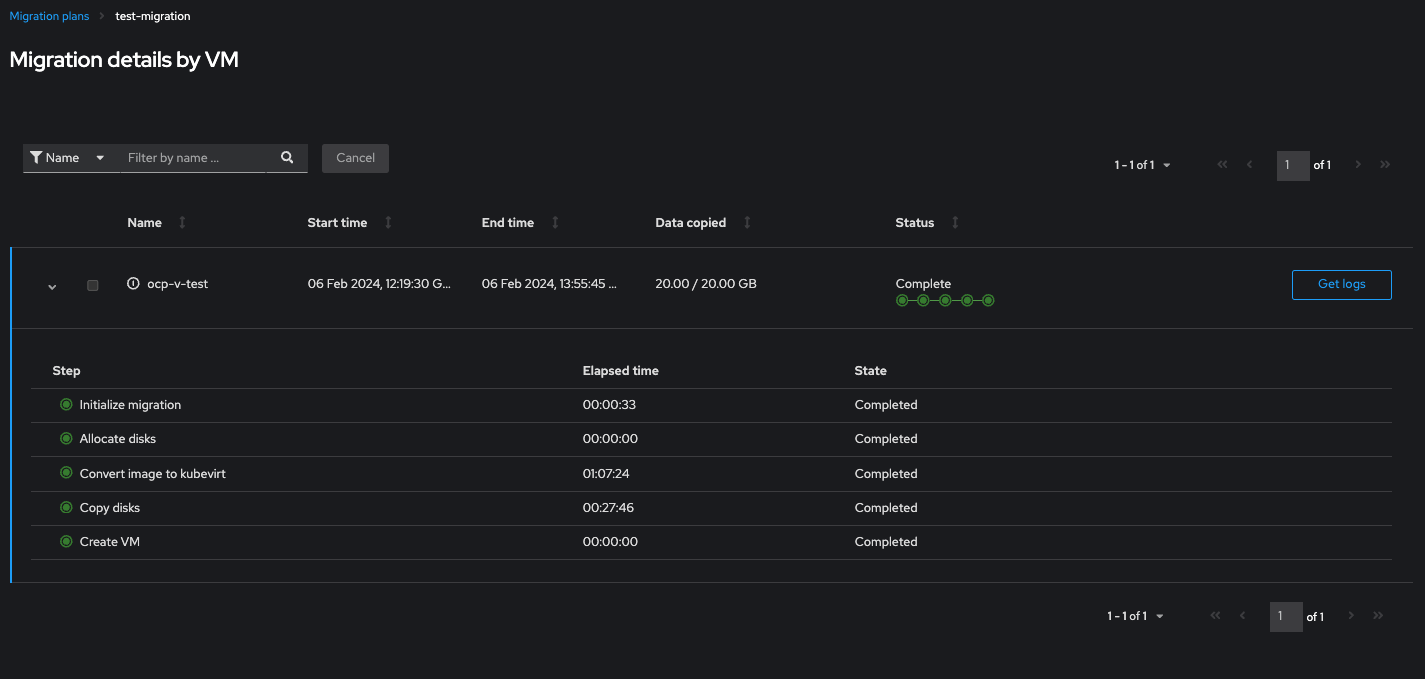 Migration plans > test-migration
Migration details by VM
Name Filter by name ... Cancel 1 - 1 of 1 1 of 1
Name Start time End time Data copied Status
ocp-v-test 06 Feb 2024, 12:19:30 G... 06 Feb 2024, 13:55:45 ... 20.00 / 20.00 GB Complete Get logs
Step Elapsed time State
Initialize migration 00:00:33 Completed
Allocate disks 00:00:00 Completed
Convert image to kubevirt 01:07:24 Completed
Copy disks 00:27:46 Completed
Create VM 00:00:00 Completed
1 - 1 of 1 1 of 1